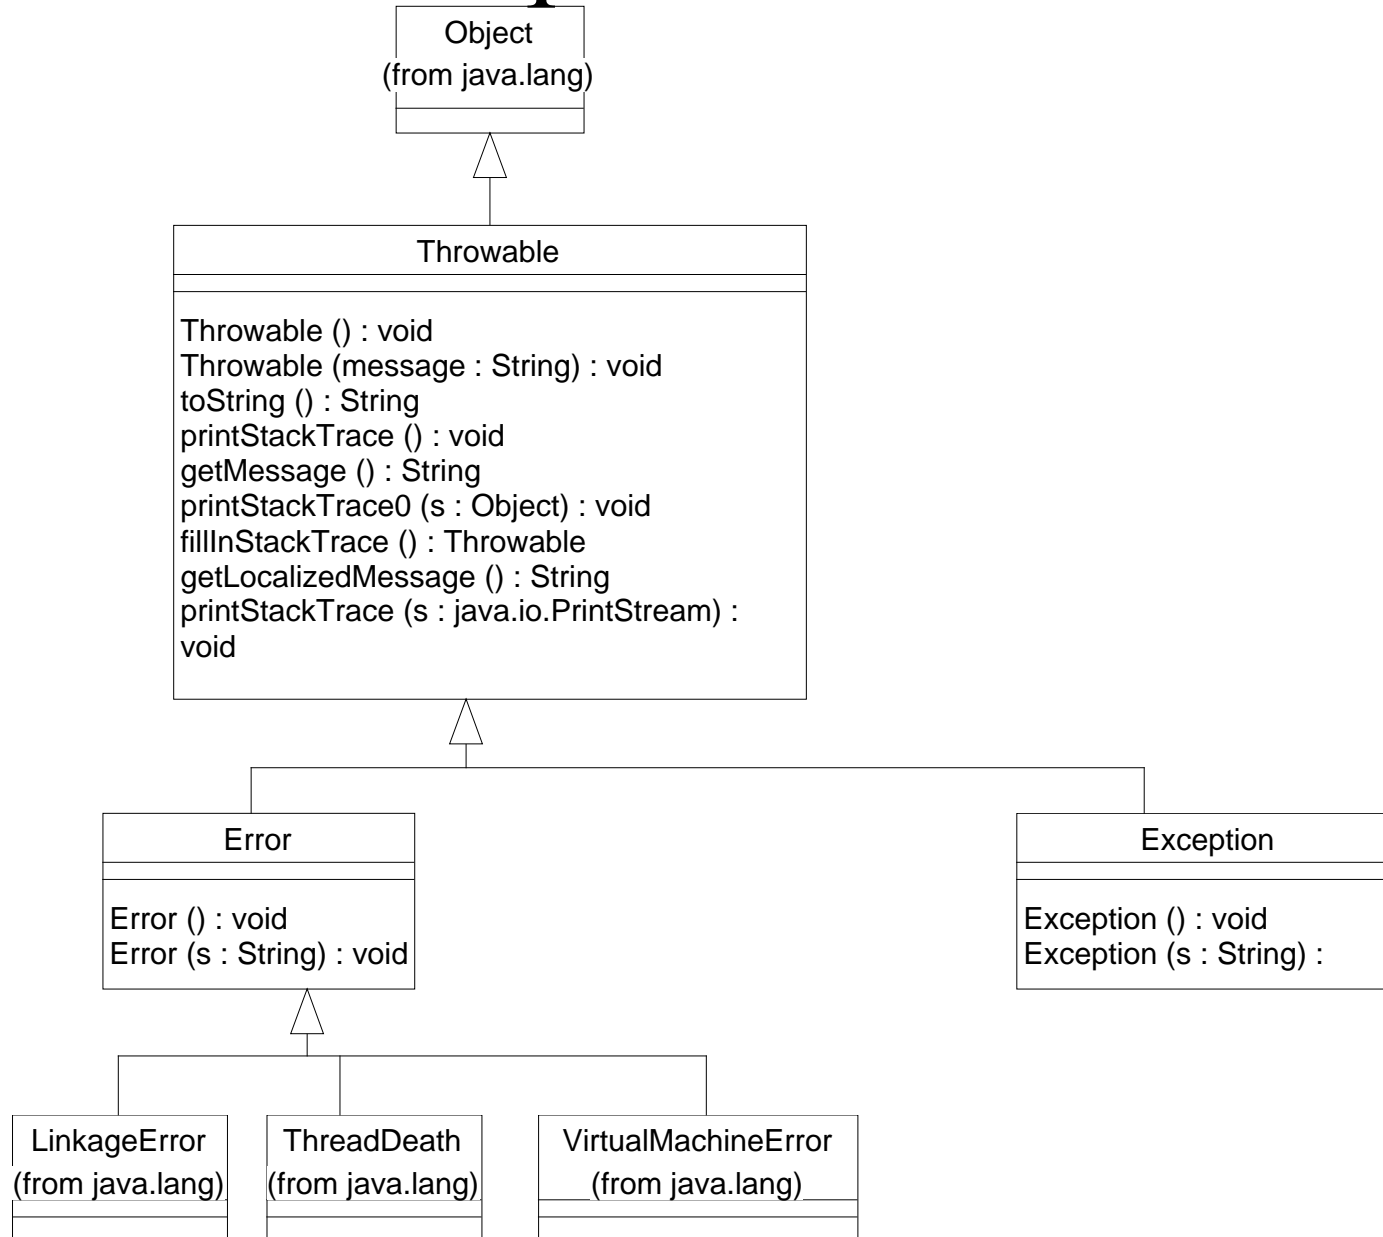 Object
(from java.lang)
Throwable
Throwable () : void
Throwable (message : String) : void
toString () : String
printStackTrace () : void
getMessage () : String
printStackTrace0 (s : Object) : void
fillInStackTrace () : Throwable
getLocalizedMessage () : String
printStackTrace (s : java.io.PrintStream) :
void
Error
Error () : void
Error (s : String) : void
Exception
Exception () : void
Exception (s : String) :
LinkageError
(from java.lang)
ThreadDeath
(from java.lang)
VirtualMachineError
(from java.lang)